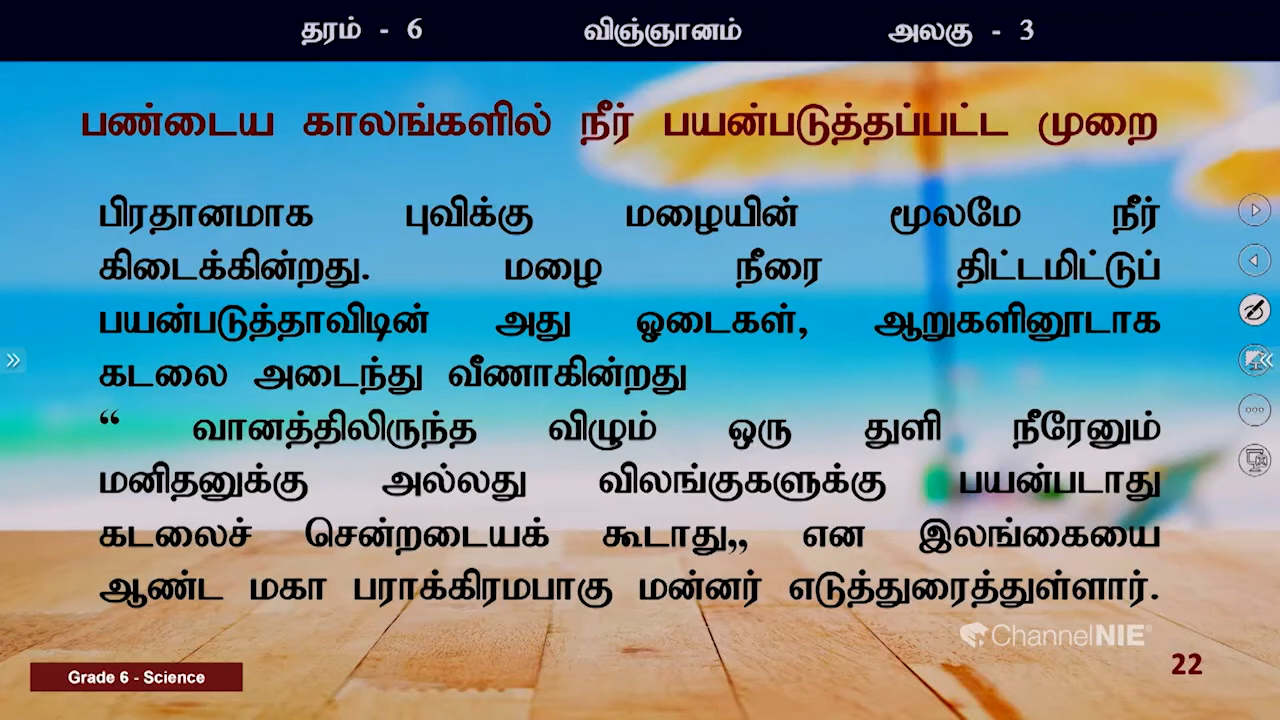 தரம் - 6 விஞ்ஞானம் அலகு - 3
பண்டைய காலங்களில் நீர் பயன்படுத்தப்பட்ட முறை
பிரதானமாக புவிக்கு மழையின் மூலமே நீர்
கிடைக்கின்றது. மழை நீரை திட்டமிட்டுப்
பயன்படுத்தாவிடின் அது ஓடைகள், ஆறுகளினூடாக
கடலை அடைந்து வீணாகின்றது
“ வானத்திலிருந்த விழும் ஒரு துளி நீரேனும்
மனிதனுக்கு அல்லது விலங்குகளுக்கு பயன்படாது
கடலைச் சென்றடையக் கூடாது,, என இலங்கையை
ஆண்ட மகா பராக்கிரமபாகு மன்னர் எடுத்துரைத்துள்ளார்.
ChannelNIE
22
Grade 6 - Science